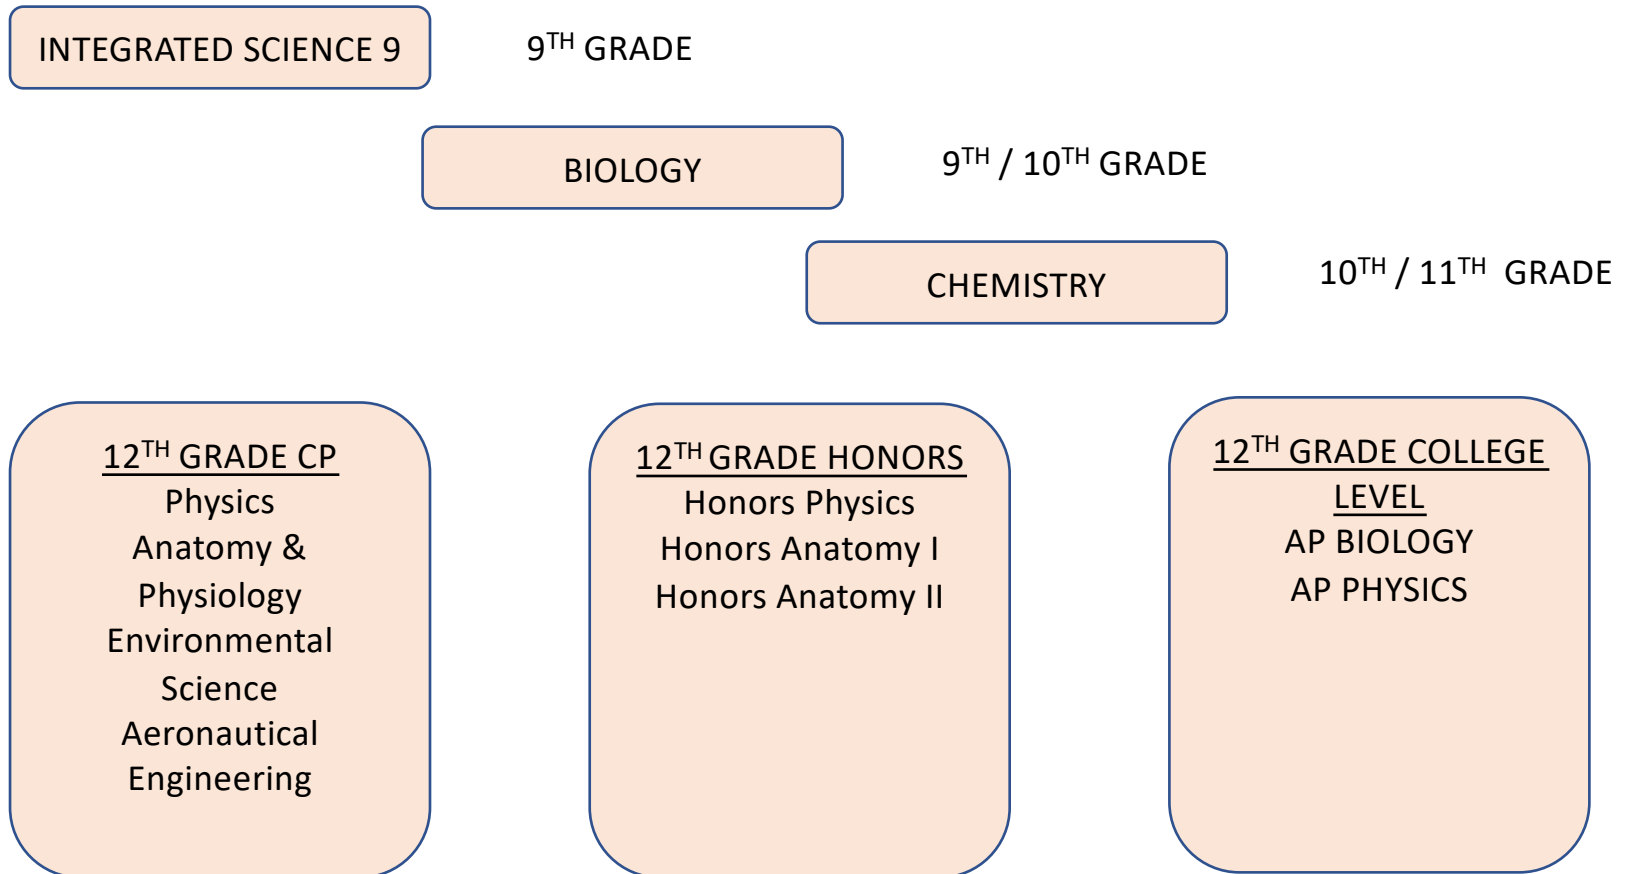 INTEGRATED SCIENCE 9
9TH GRADE
BIOLOGY
9TH / 10TH GRADE
CHEMISTRY
10TH / 11TH GRADE
12TH GRADE CP
Physics
Anatomy &
Physiology
Environmental
Science
Aeronautical
Engineering
12TH GRADE HONORS
Honors Physics
Honors Anatomy I
Honors Anatomy II
12TH GRADE COLLEGE
LEVEL
AP BIOLOGY
AP PHYSICS